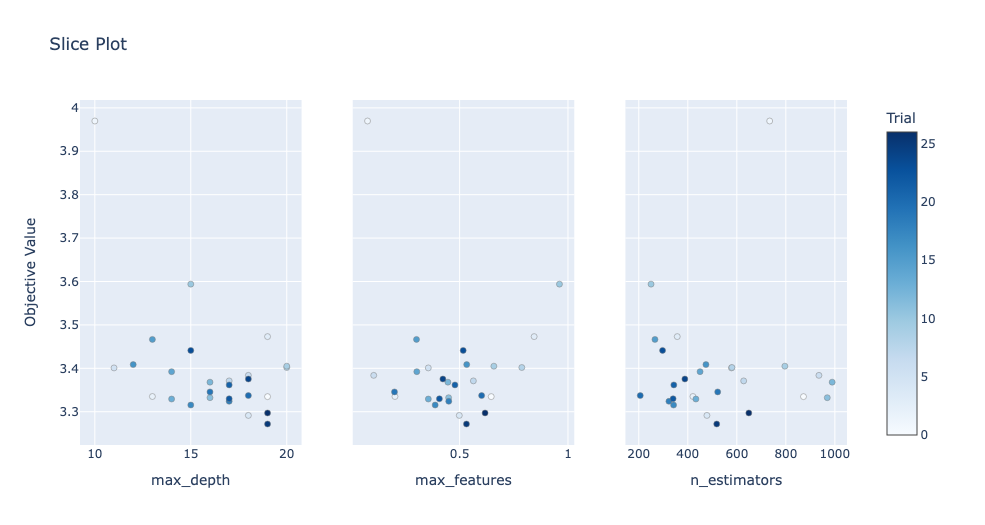 Slice Plot
Objective Value
4
3.9
3.8
3.7
3.6
3.5
3.4
3.3
10 15 20
max_depth
0.5 1
max_features
200 400 600 800 1000
n_estimators
Trial
25
20
15
10
5
0